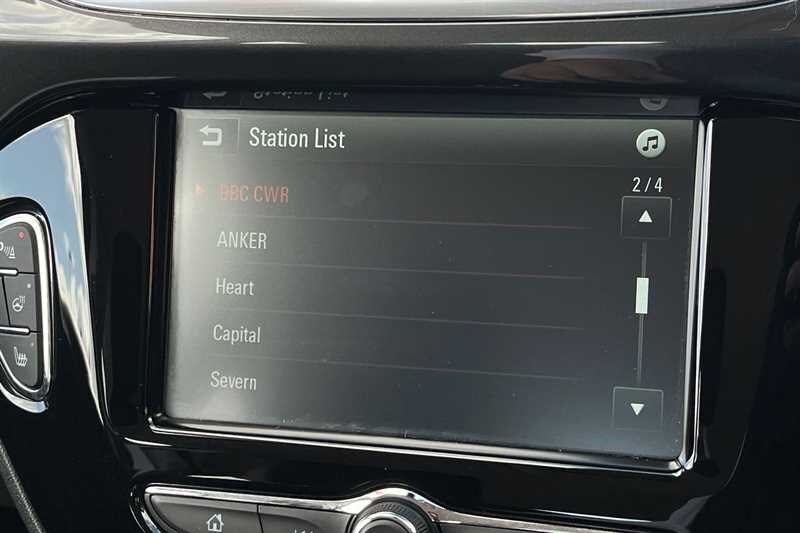 Station List
2/4
BBC CWR
ANKER
Heart
Capital
Severn